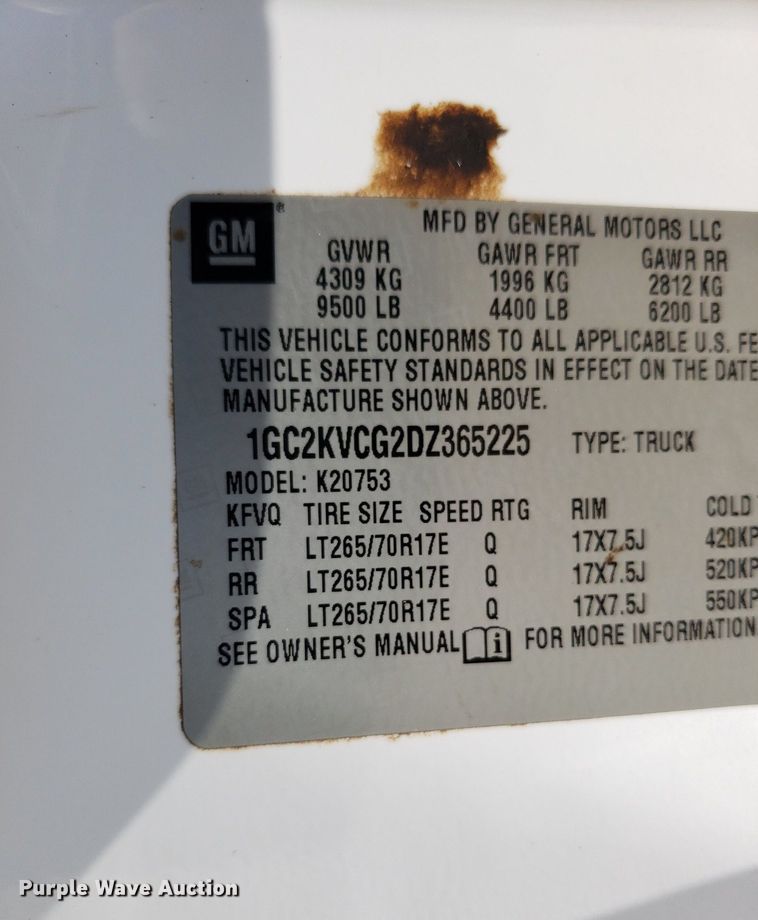 GM®
MFD BY GENERAL MOTORS LLC
GVWR GAWR FRT GAWR RR
4309 KG 1996 KG 2812 KG
9500 LB 4400 LB 6200 LB
THIS VEHICLE CONFORMS TO ALL APPLICABLE U.S. FE
VEHICLE SAFETY STANDARDS IN EFFECT ON THE DATE
MANUFACTURE SHOWN ABOVE.
1GC2KVCG2DZ365225 TYPE: TRUCK
MODEL: K20753
KFVQ TIRE SIZE SPEED RTG RIM COLD
FRT LT265/70R17E Q 17X7.5J 420KP
RR LT265/70R17E Q 17X7.5J 520KP
SPA LT265/70R17E Q 17X7.5J 550KP
SEE OWNER'S MANUAL i FOR MORE INFORMATION
Purple Wave Auction